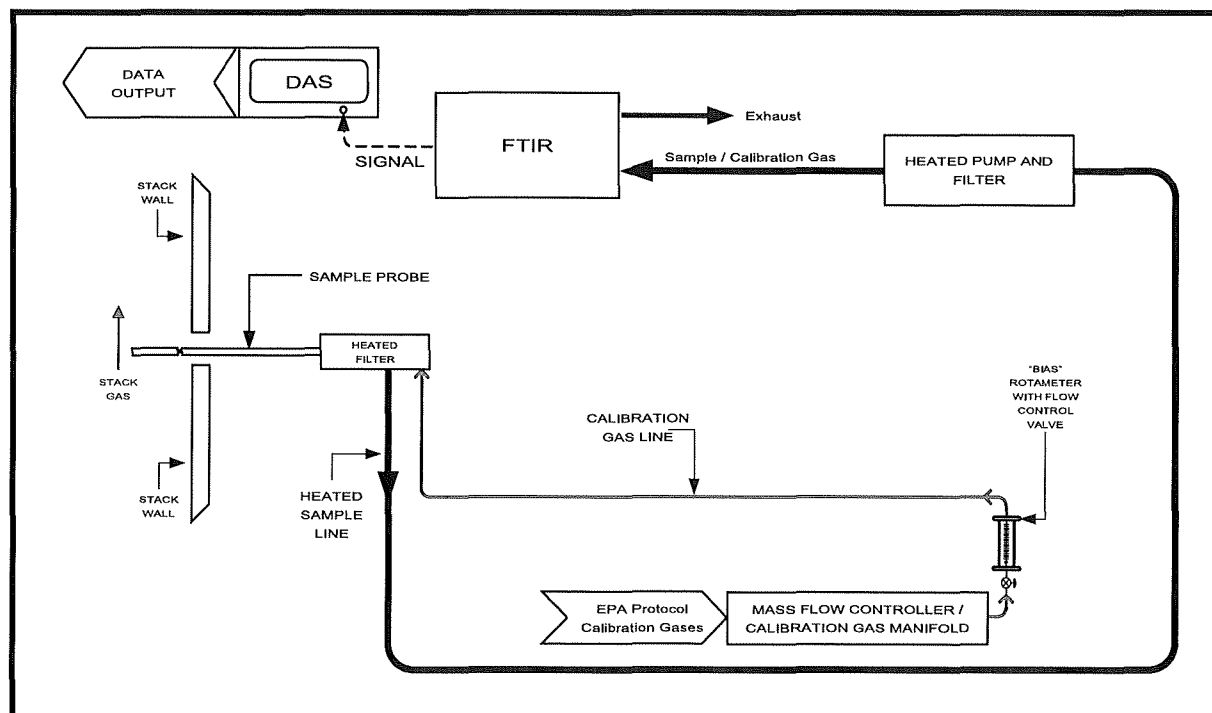 DATA
OUTPUT
DAS
SIGNAL
FTIR
Exhaust
Sample / Calibration Gas
HEATED PUMP AND
FILTER
STACK
WALL
SAMPLE PROBE
HEATED
FILTER
STACK
GAS
STACK
WALL
HEATED
SAMPLE
LINE
CALIBRATION
GAS LINE
"BIAS"
ROTAMETER
WITH FLOW
CONTROL
VALVE
EPA Protocol
Calibration Gases
MASS FLOW CONTROLLER /
CALIBRATION GAS MANIFOLD